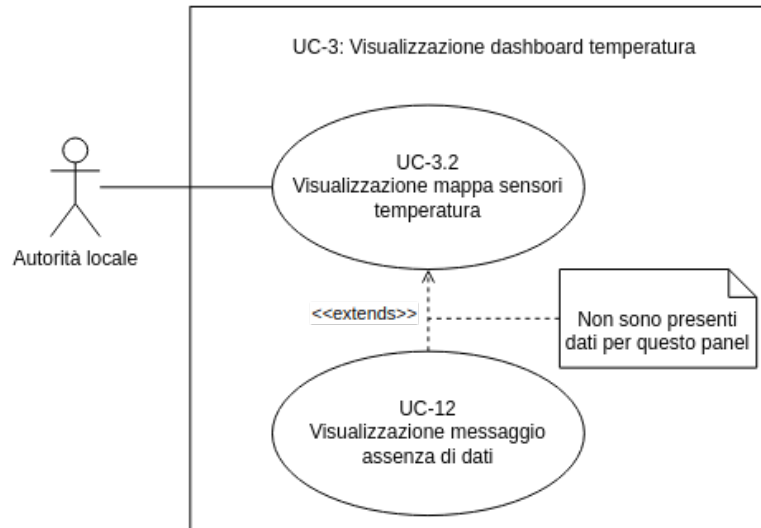 UC-3: Visualizzazione dashboard temperatura
UC-3.2
Visualizzazione mappa sensori
temperatura
Autorità locale
<<extends>>
Non sono presenti
dati per questo panel
UC-12
Visualizzazione messaggio
assenza di dati